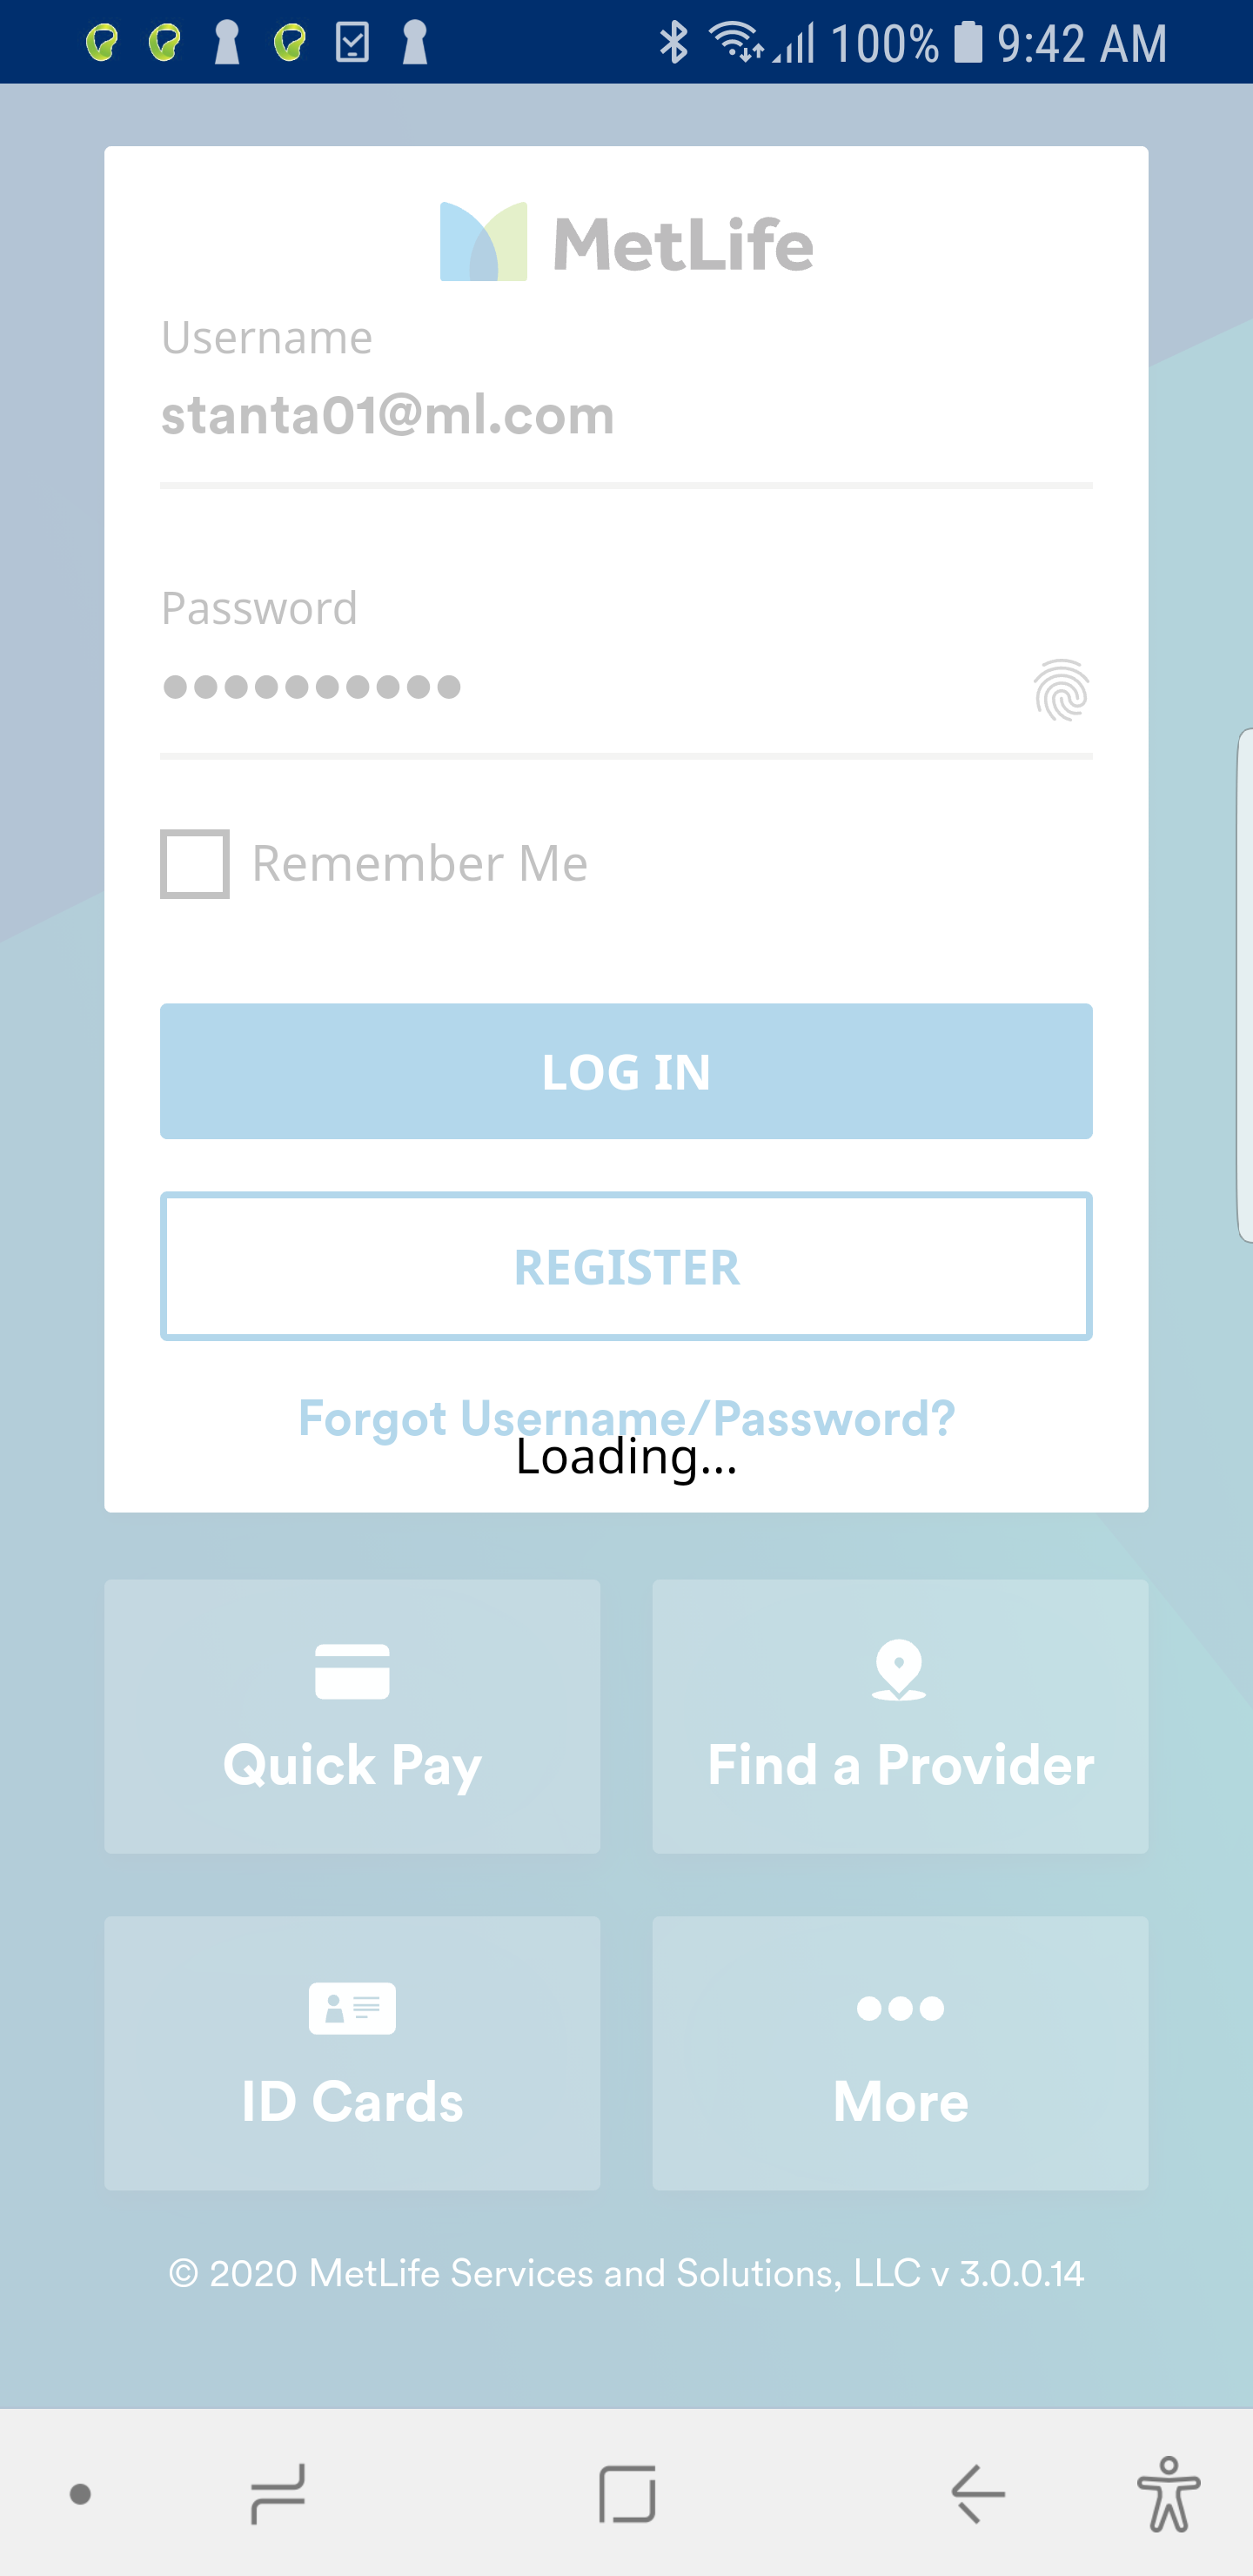 100% 9:42 AM
MetLife
Username
stanta01@ml.com
Password
●●●●●●●●●●
Remember Me
LOG IN
REGISTER
Forgot Username/Password?
Loading...
Quick Pay
Find a Provider
ID Cards
More
© 2020 MetLife Services and Solutions, LLC v 3.0.0.14